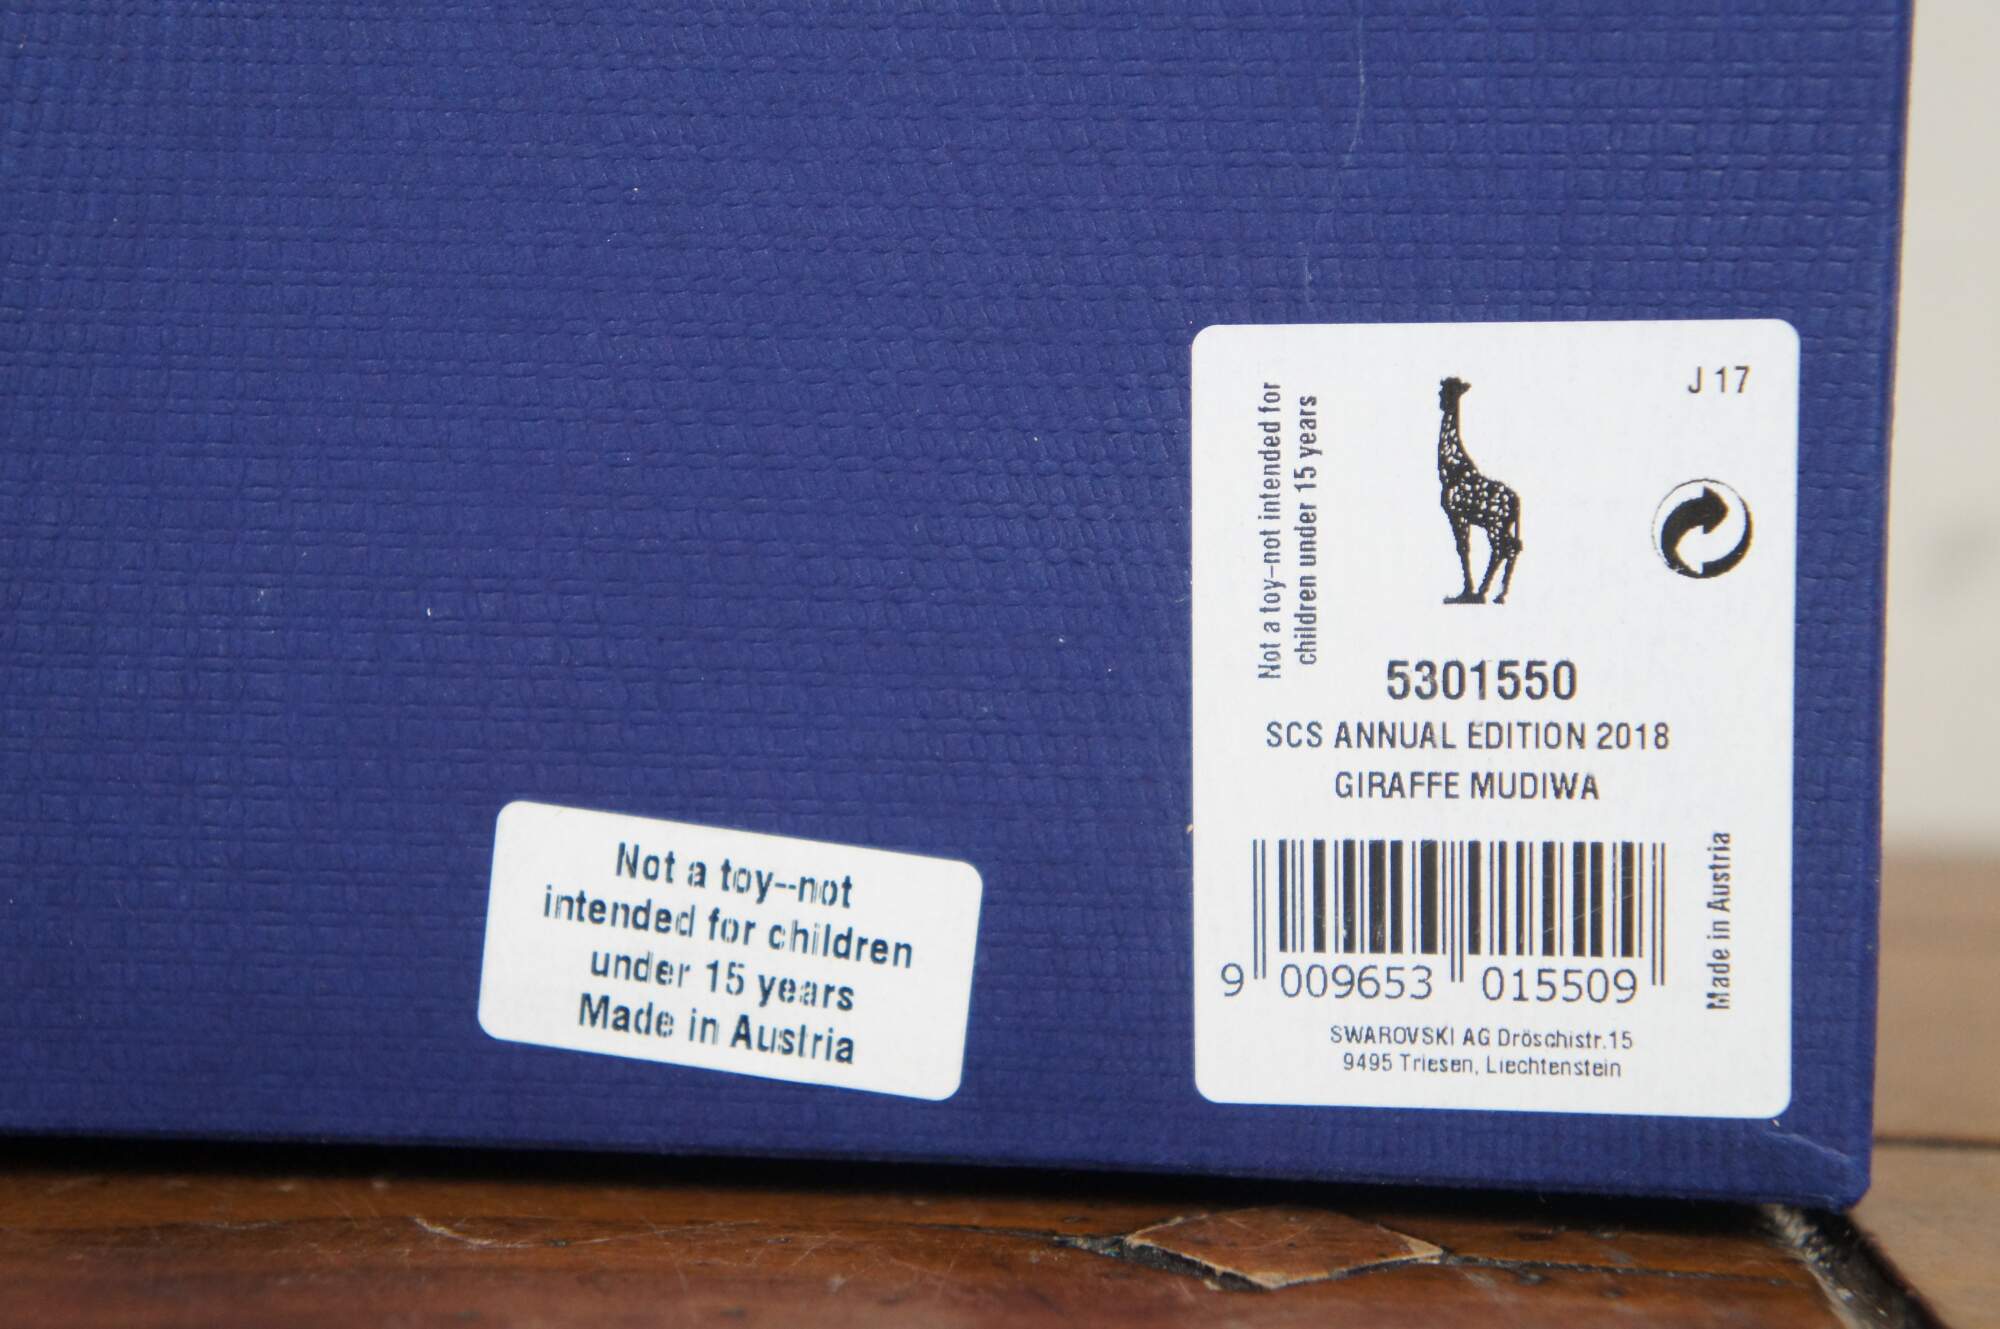 Not a toy--not
intended for children
under 15 years
Made in Austria
J 17
Not a toy-not intended for
children under 15 years
5301550
SCS ANNUAL EDITION 2018
GIRAFFE MUDIWA
9 009653 015509
Made in Austria
SWAROVSKI AG Dröschistr.15
9495 Triesen, Liechtenstein